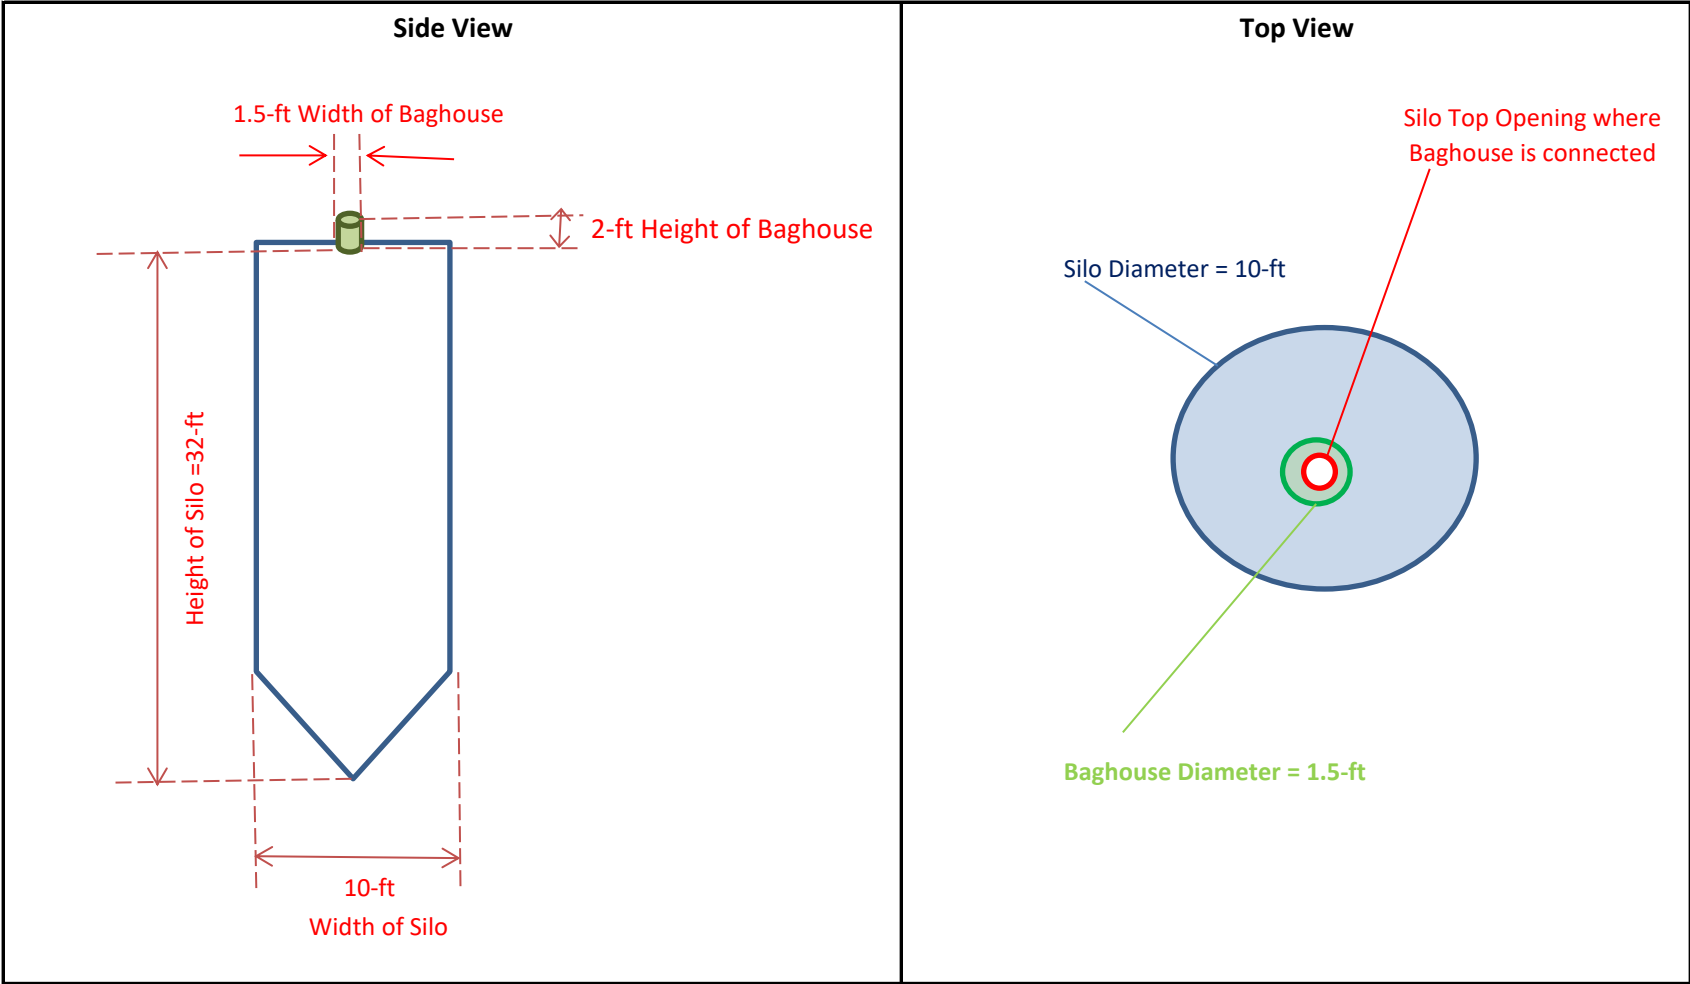 Side View
1.5-ft Width of Baghouse
2-ft Height of Baghouse
Height of Silo =32-ft
10-ft
Width of Silo
Top View
Silo Top Opening where
Baghouse is connected
Silo Diameter = 10-ft
Baghouse Diameter = 1.5-ft